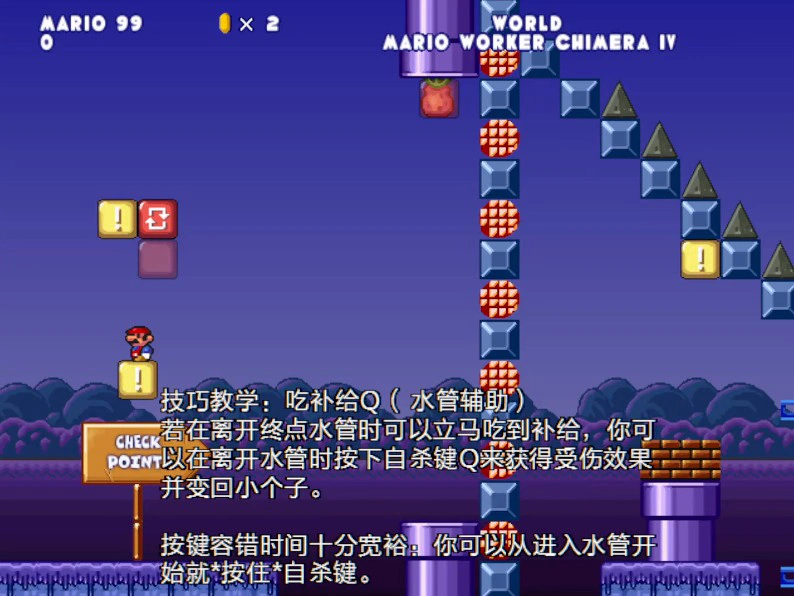 MARIO 99
0
× 2
WORLD
MARIO WORKER CHIMERA IV
!
!
!
CHECK
POINT
技巧教学：吃补给Q（ 水管辅助 ）
若在离开终点水管时可以立马吃到补给，你可
以在离开水管时按下自杀键Q来获得受伤效果
并变回小个子。
按键容错时间十分宽裕：你可以从进入水管开
始就*按住*自杀键。